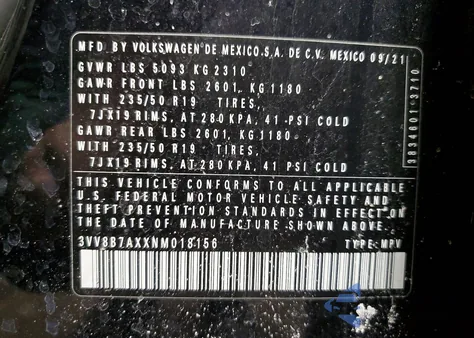 MFD. BY VOLKSWAGEN DE MEXICO,S.A. DE C.V. MEXICO 09/21
GVWR LBS 5093 KG 2310
GAWR FRONT LBS 2601, KG 1180
WITH 235/50 R19 TIRES,
7JX19 RIMS, AT 280 KPA, 41 PSI COLD
GAWR REAR LBS 2601, KG 1180
WITH 235/50 R19 TIRES,
7JX19 RIMS, AT 280 KPA, 41 PSI COLD
THIS VEHICLE CONFORMS TO ALL APPLICABLE
U.S. FEDERAL MOTOR VEHICLE SAFETY AND
THEFT PREVENTION STANDARDS IN EFFECT ON
THE DATE OF MANUFACTURE SHOWN ABOVE.
3VV8B7AXXNM018156 TYPE: MPV
3834601 3710